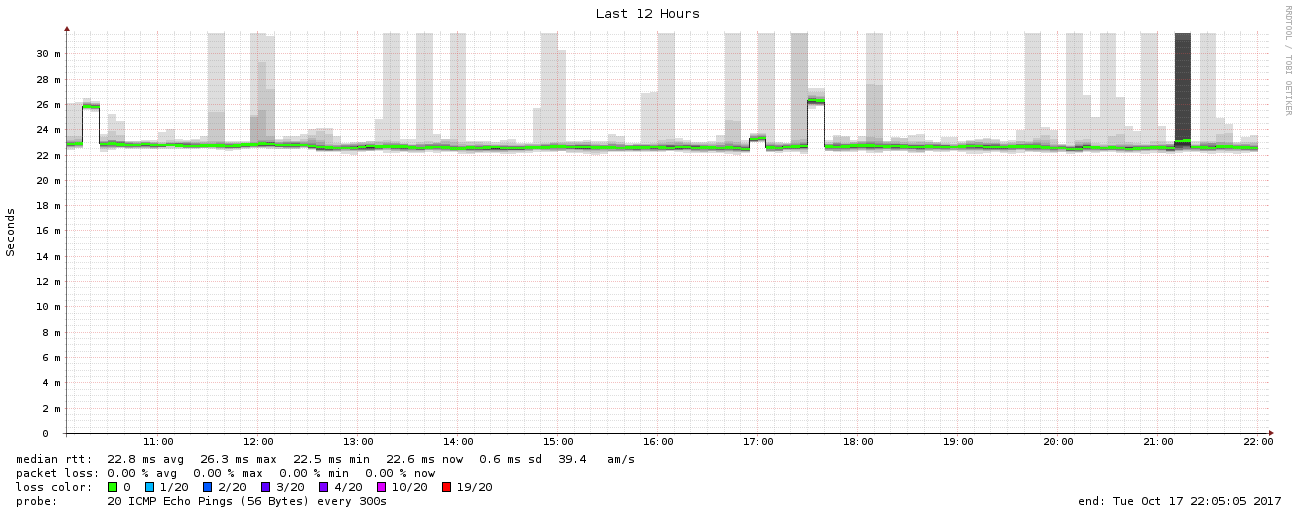 Last 12 Hours
RRDTOOL / TOBI OETIKER
Seconds
30 m
28 m
26 m
24 m
22 m
20 m
18 m
16 m
14 m
12 m
10 m
8 m
6 m
4 m
2 m
0
11:00 12:00 13:00 14:00 15:00 16:00 17:00 18:00 19:00 20:00 21:00 22:00
median rtt: 22.8 ms avg 26.3 ms max 22.5 ms min 22.6 ms now 0.6 ms sd 39.4 am/s
packet loss: 0.00 % avg 0.00 % max 0.00 % min 0.00 % now
loss color: 0 1/20 2/20 3/20 4/20 10/20 19/20
probe: 20 ICMP Echo Pings (56 Bytes) every 300s end: Tue Oct 17 22:05:05 2017